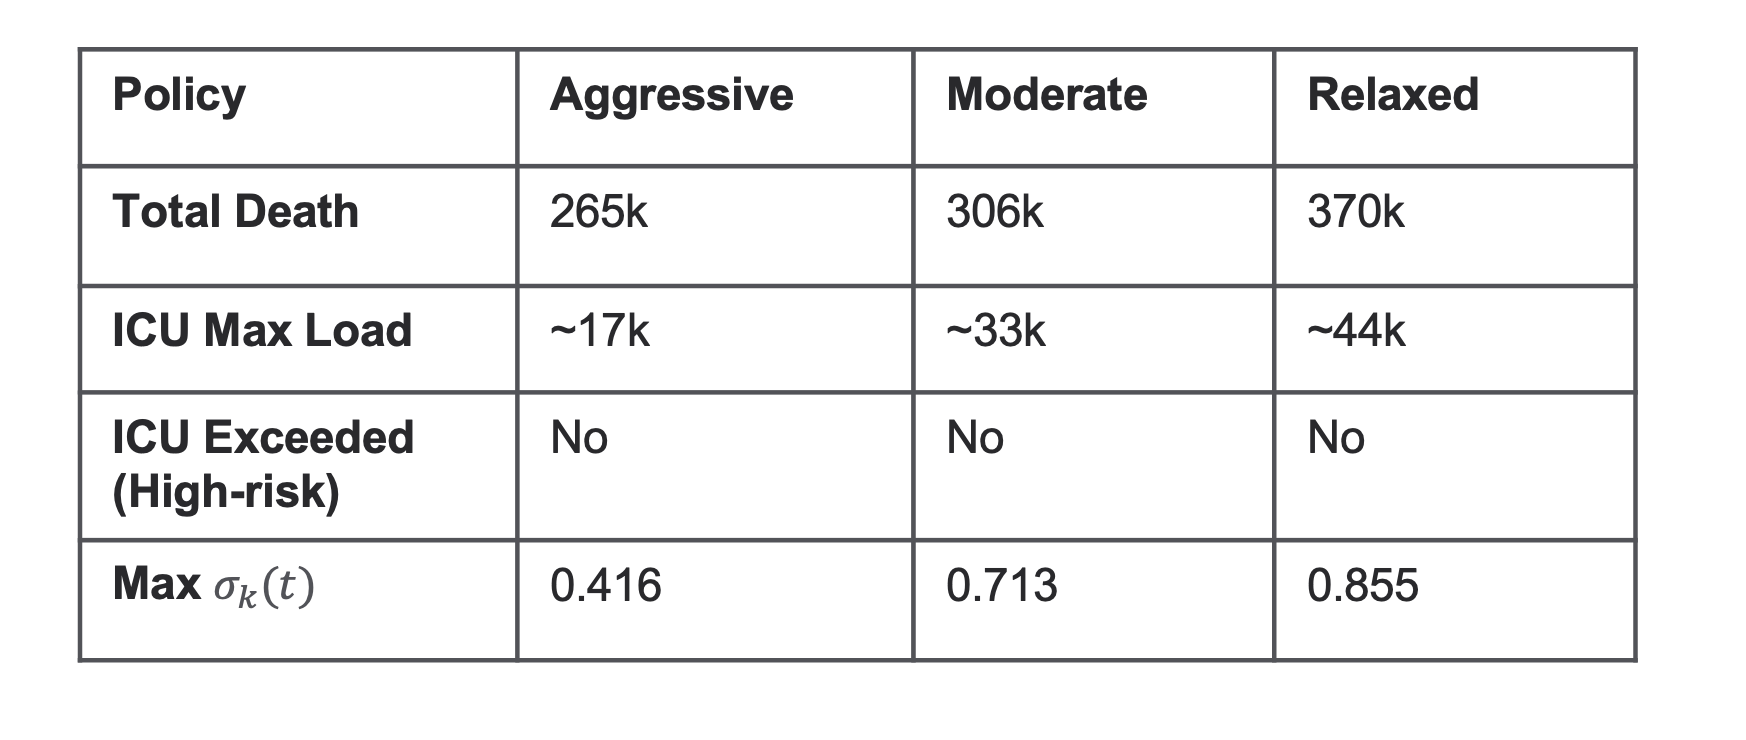 Policy Aggressive Moderate Relaxed
Total Death 265k 306k 370k
ICU Max Load ~17k ~33k ~44k
ICU Exceeded (High-risk) No No No
Max σₖ(t) 0.416 0.713 0.855